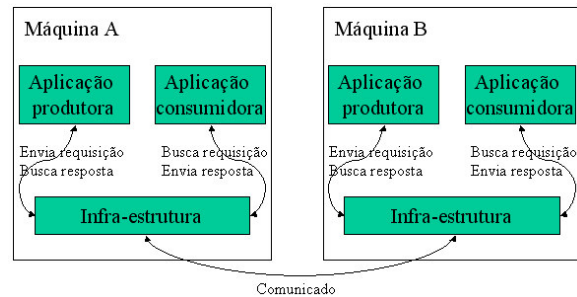 Máquina A
Aplicação
produtora
Aplicação
consumidora
Envia requisição
Busca resposta
Busca requisição
Envia resposta
Infra-estrutura
Máquina B
Aplicação
produtora
Aplicação
consumidora
Envia requisição
Busca resposta
Busca requisição
Envia resposta
Infra-estrutura
Comunicado